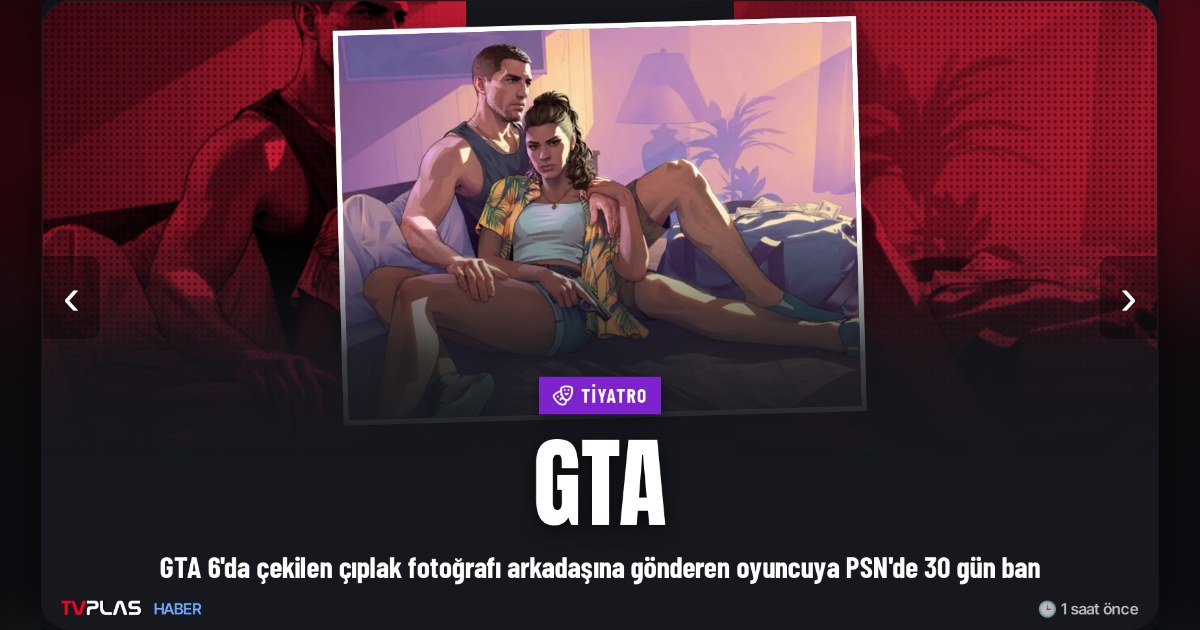 TİYATRO
GTA
GTA 6'da çekilen çıplak fotoğrafı arkadaşına gönderen oyuncuya PSN'de 30 gün ban
TVPLAS HABER
1 saat önce